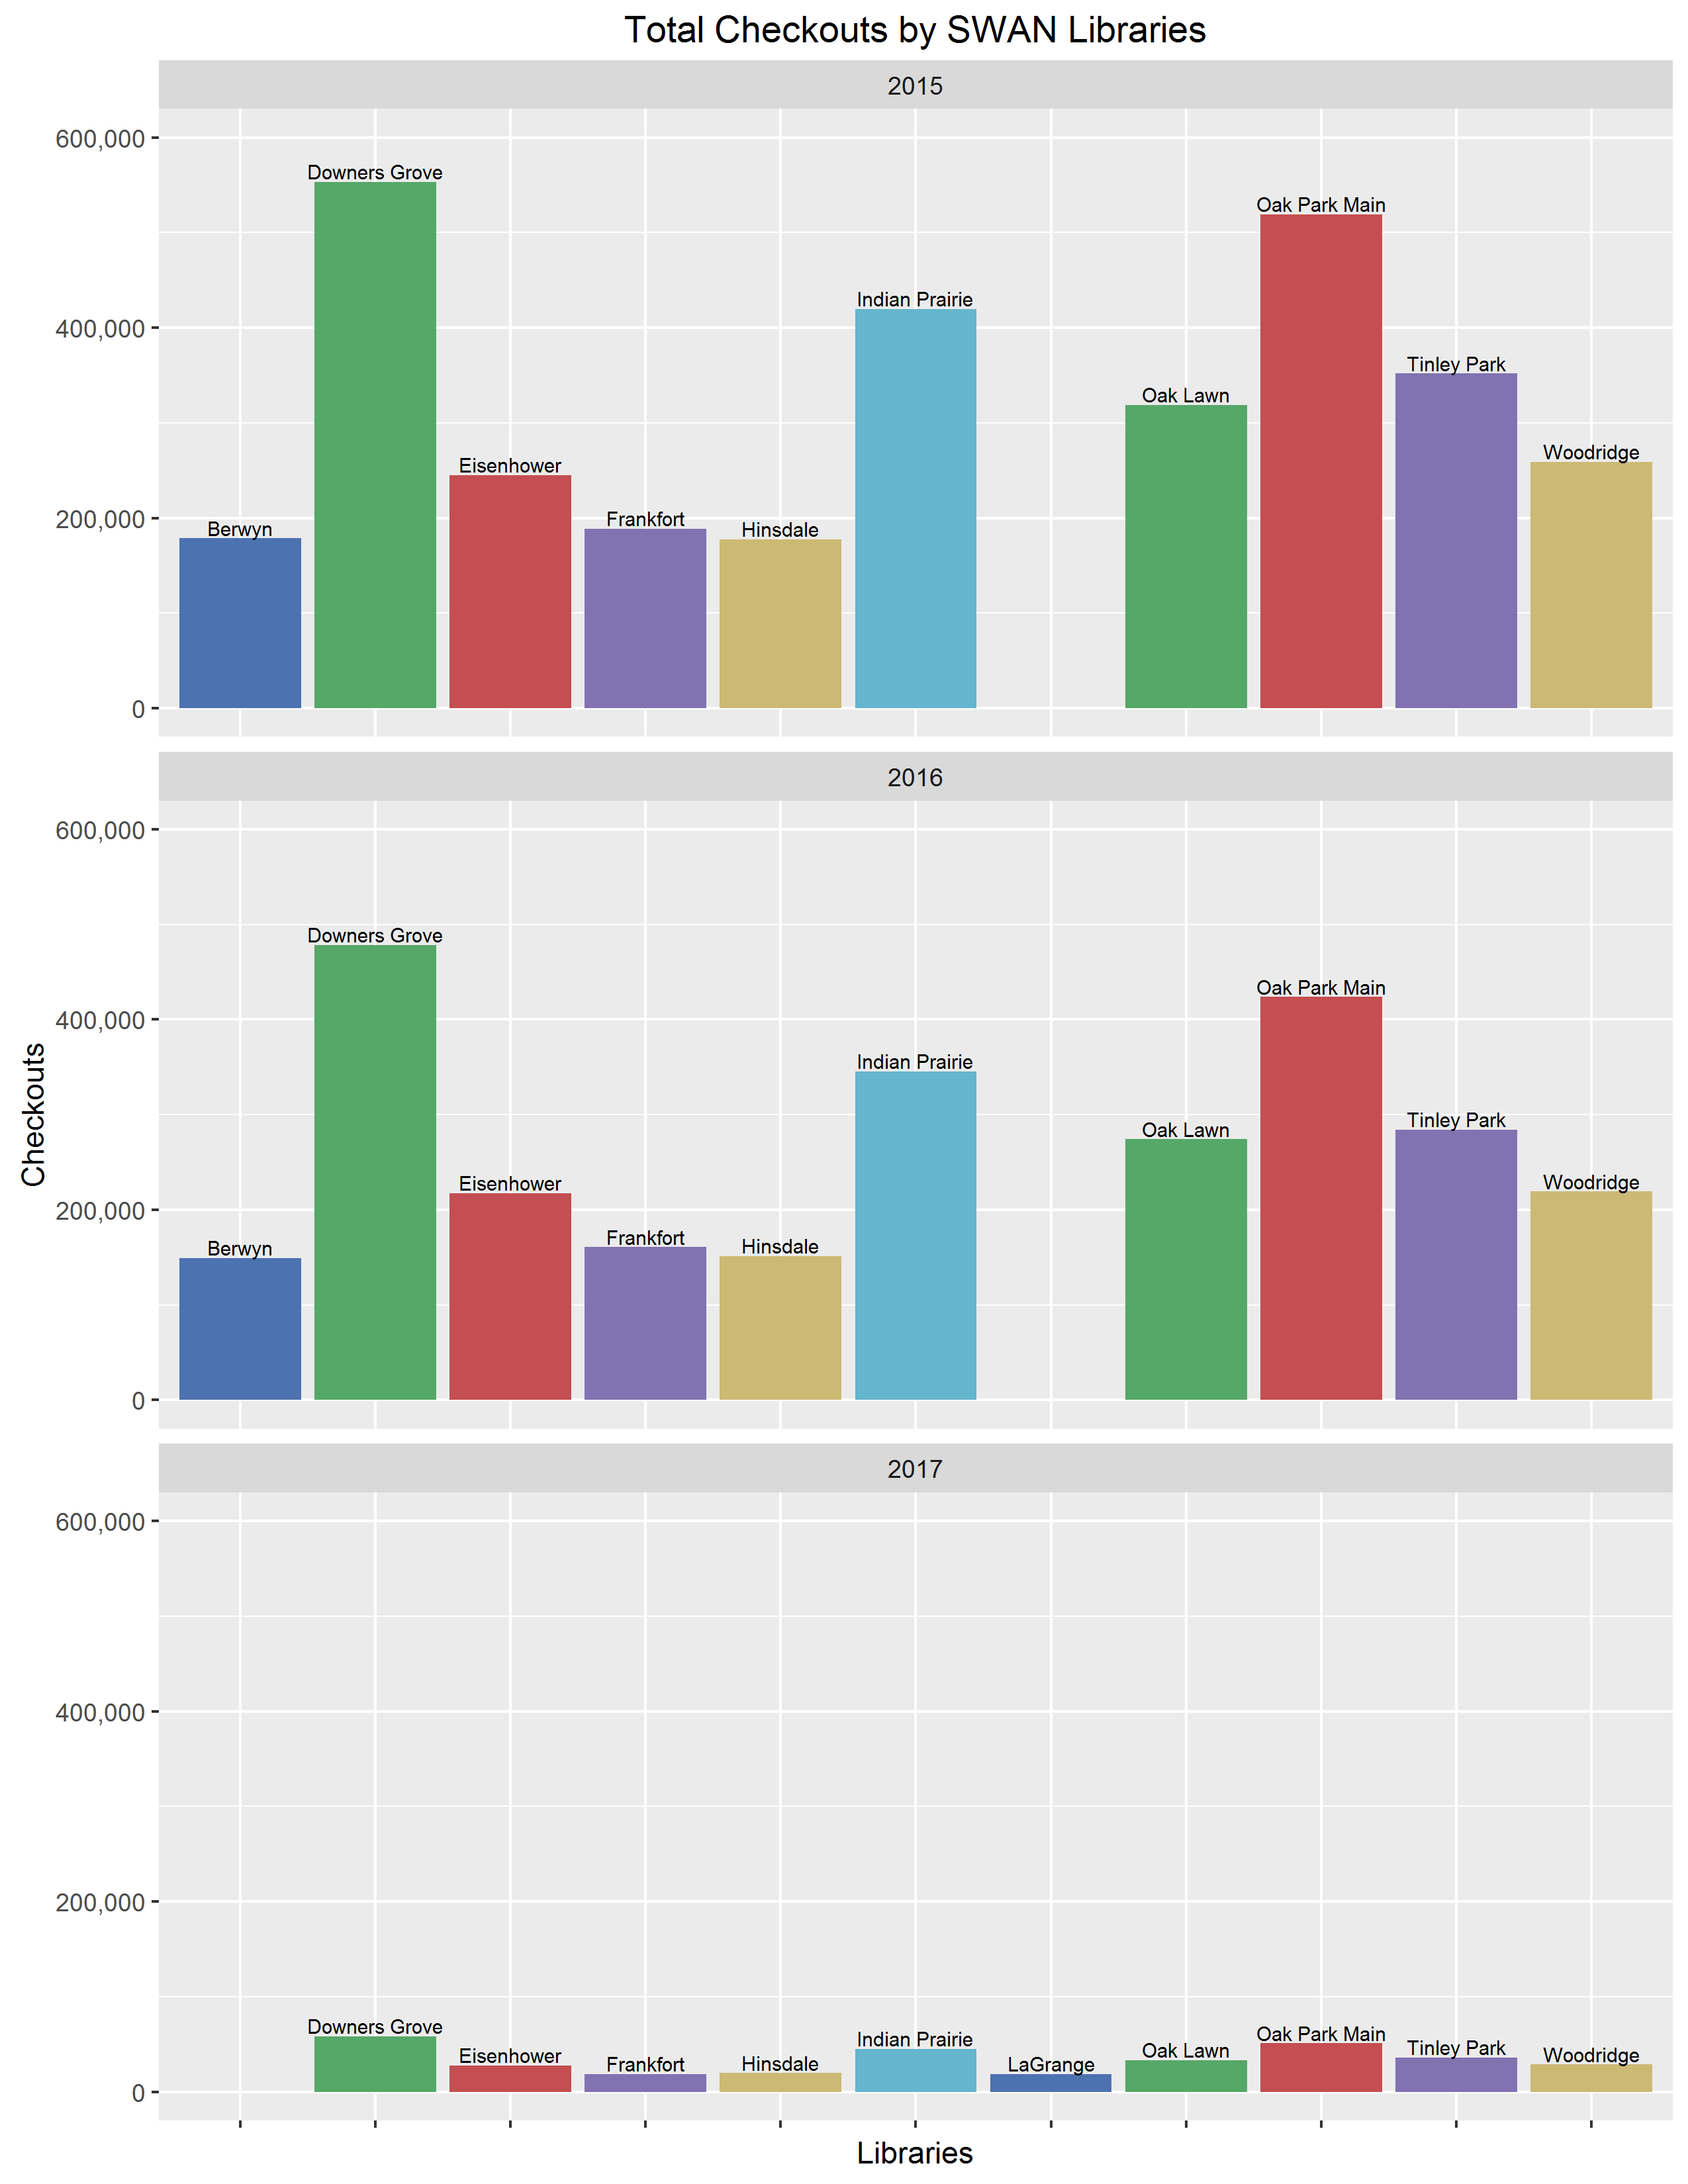 Total Checkouts by SWAN Libraries
2015
600,000
Downers Grove
Oak Park Main
Indian Prairie
400,000
Tinley Park
Oak Lawn
Woodridge
Eisenhower
200,000
Frankfort
Berwyn
Hinsdale
0
2016
600,000
Downers Grove
Oak Park Main
400,000
Indian Prairie
Tinley Park
Oak Lawn
Eisenhower
Woodridge
200,000
Frankfort
Berwyn
Hinsdale
0
Checkouts
2017
600,000
400,000
200,000
Downers Grove
Eisenhower
Frankfort
Hinsdale
Indian Prairie
LaGrange
Oak Lawn
Oak Park Main
Tinley Park
Woodridge
0
Libraries